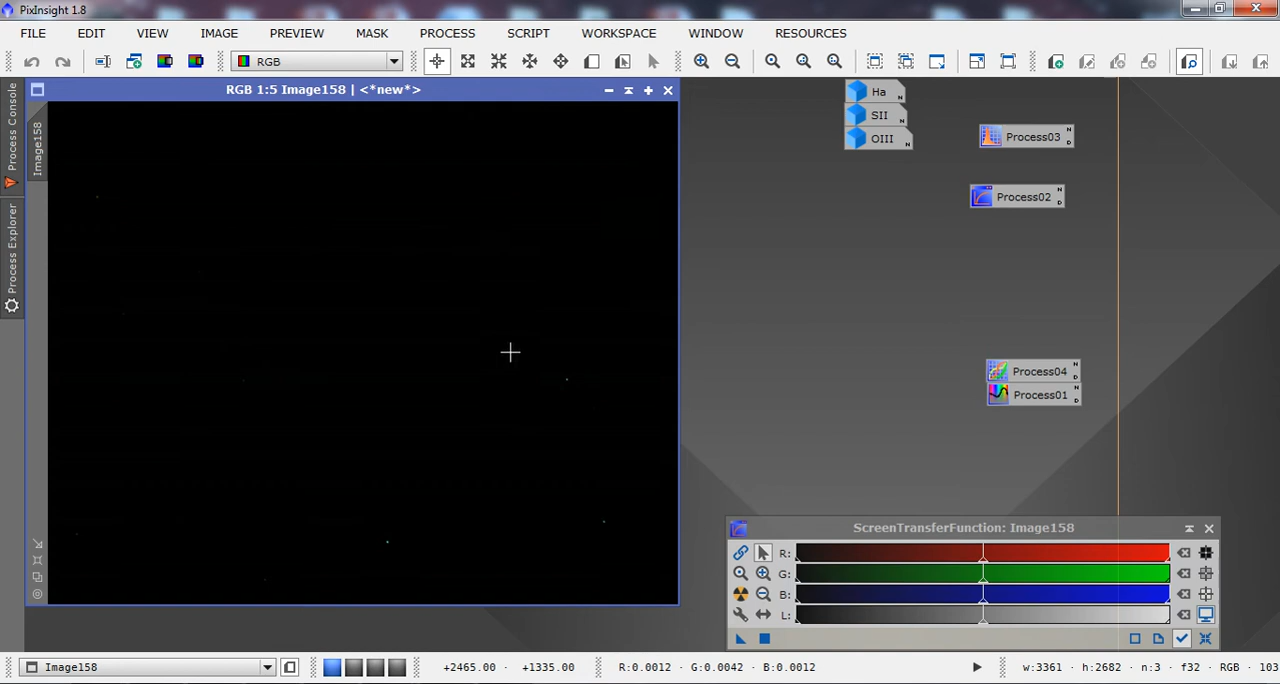 PixInsight 1.8
FILE EDIT VIEW IMAGE PREVIEW MASK PROCESS SCRIPT WORKSPACE WINDOW RESOURCES
RGB
RGB 1:5 Image158 | <*new*>
Process Console
Process Explorer
Image158
Ha N
SII N
OIII N
Process03 N D
Process02 N D
Process04 N D
Process01 N D
ScreenTransferFunction: Image158
R:
G:
B:
L:
Image158 +2465.00 · +1335.00 R:0.0012 · G:0.0042 · B:0.0012 w:3361 · h:2682 · n:3 · f32 · RGB · 103